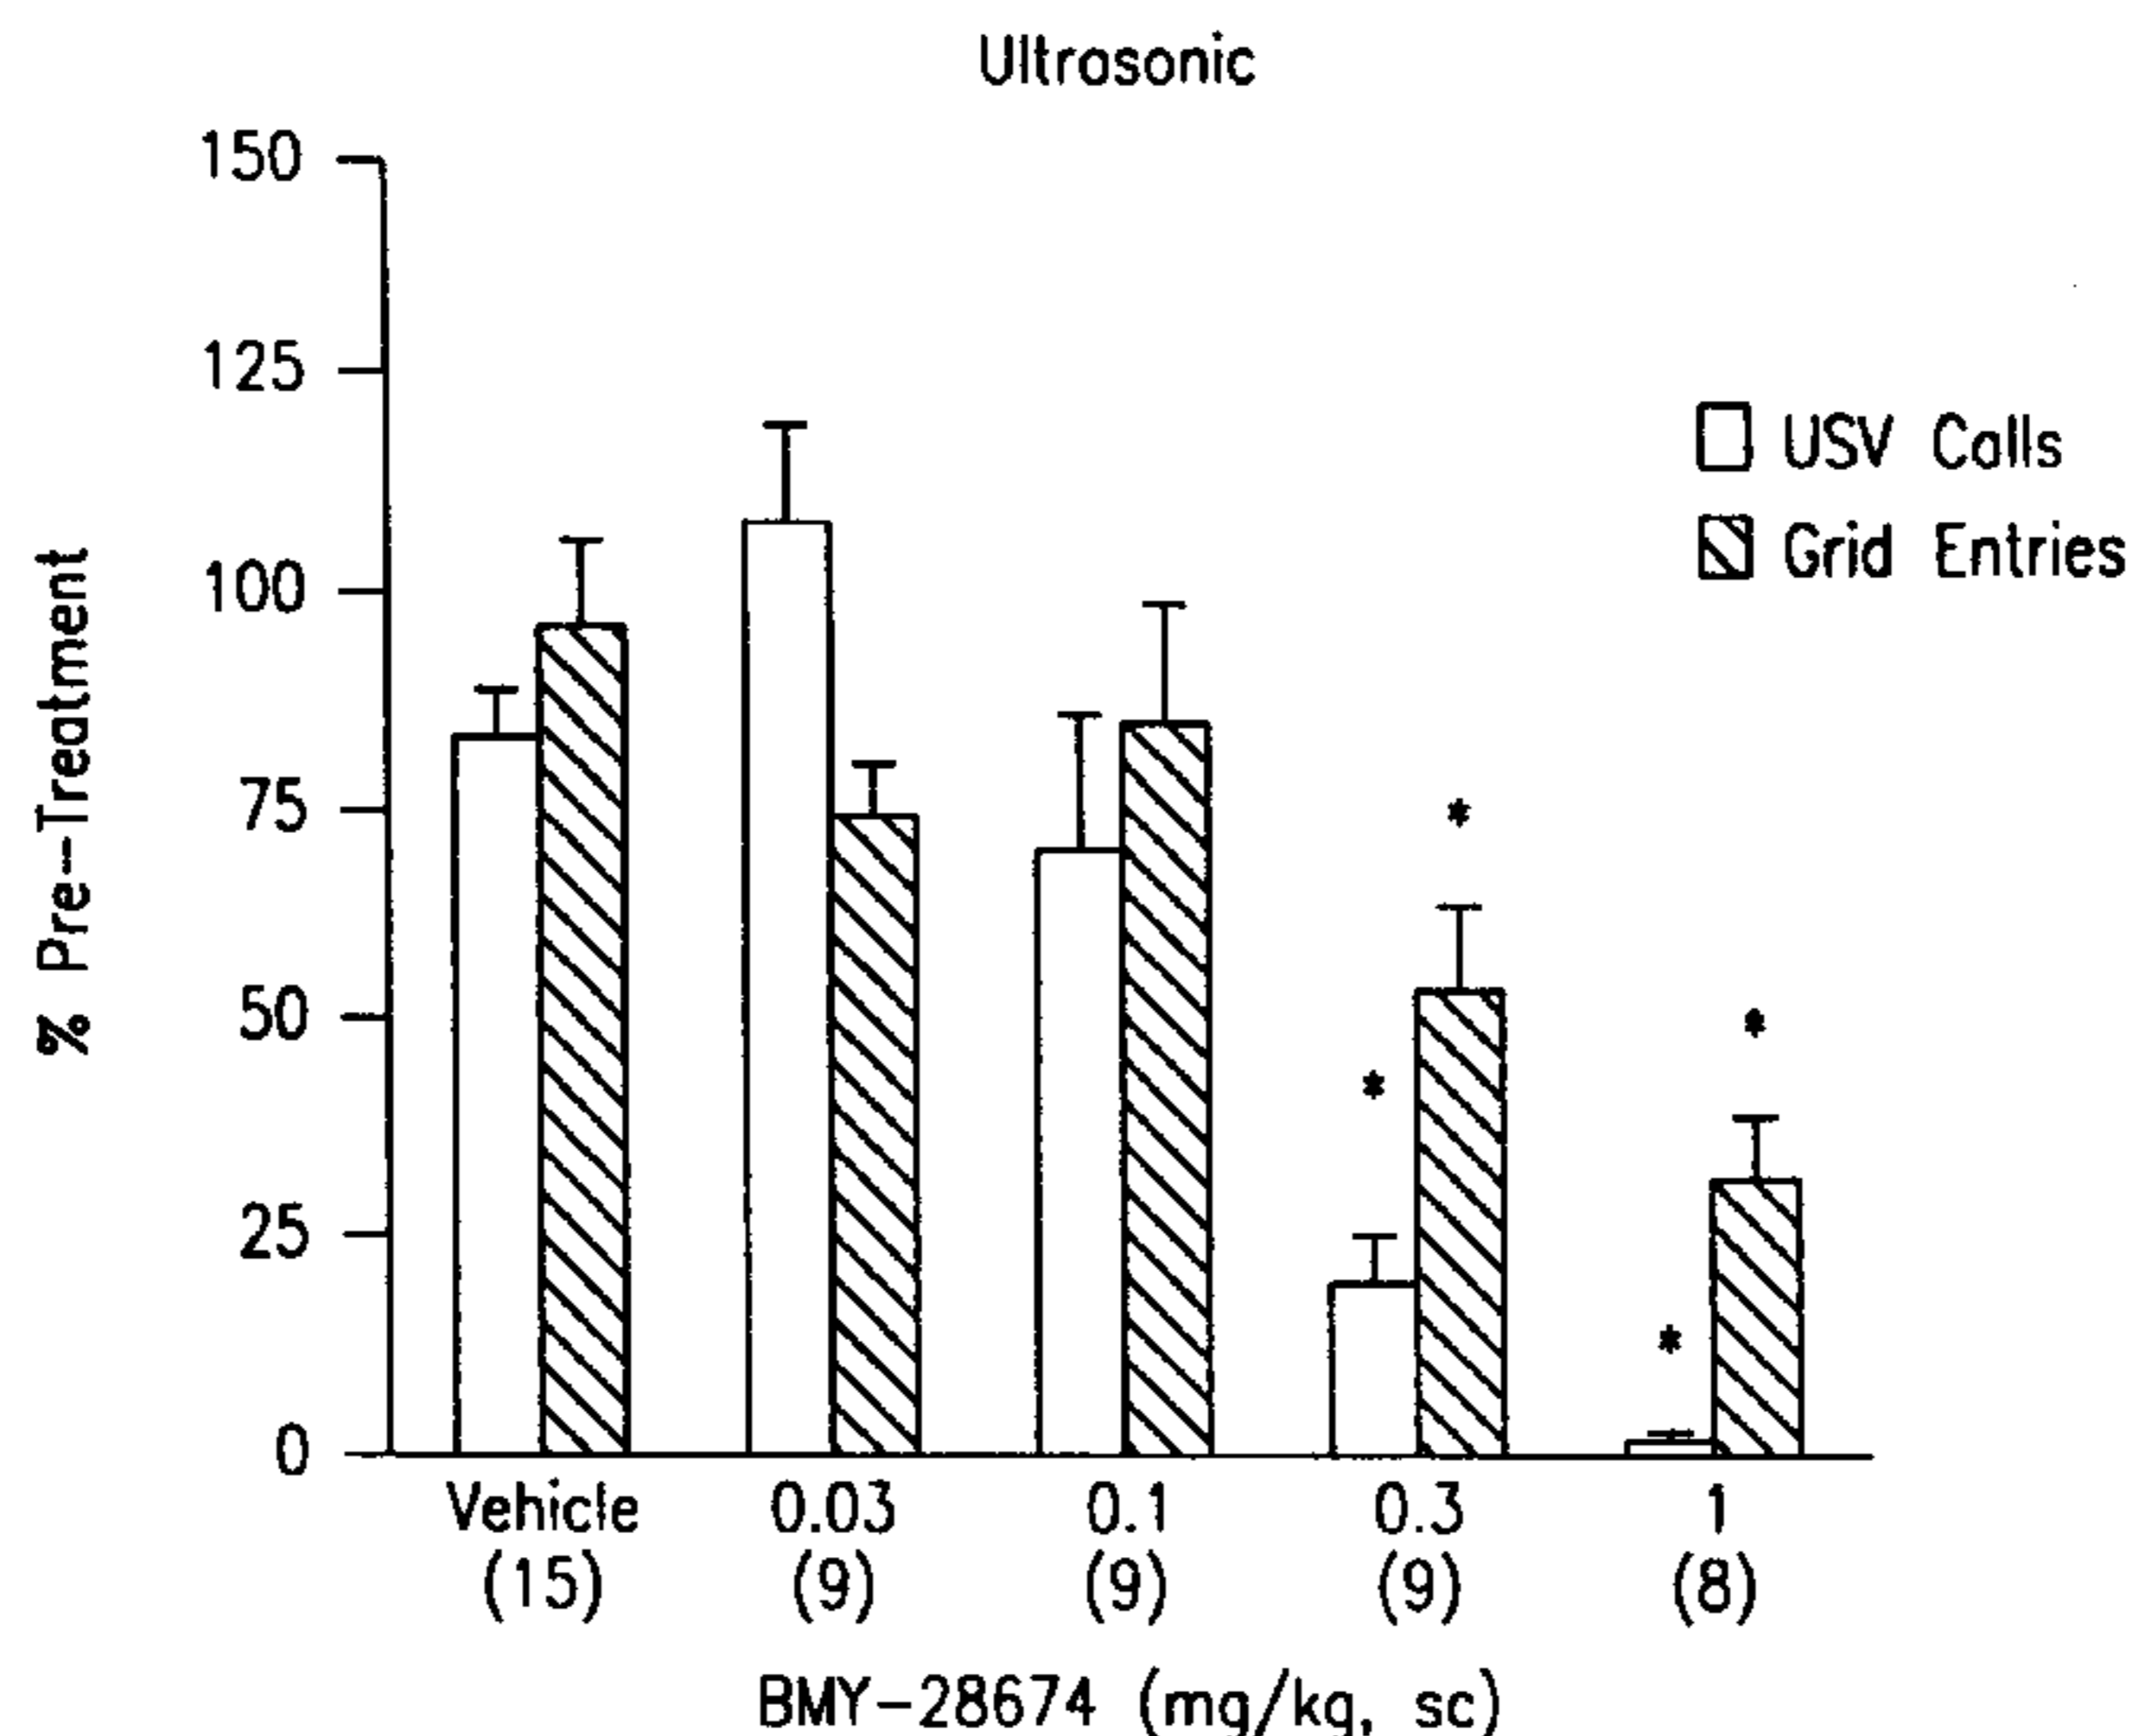 Ultrasonic
150
125
100
75
50
25
0
% Pre-Treatment
USV Calls
Grid Entries
*
*
*
*
Vehicle 0.03 0.1 0.3 1
(15) (9) (9) (9) (8)
BMY-28674 (mg/kg, sc)